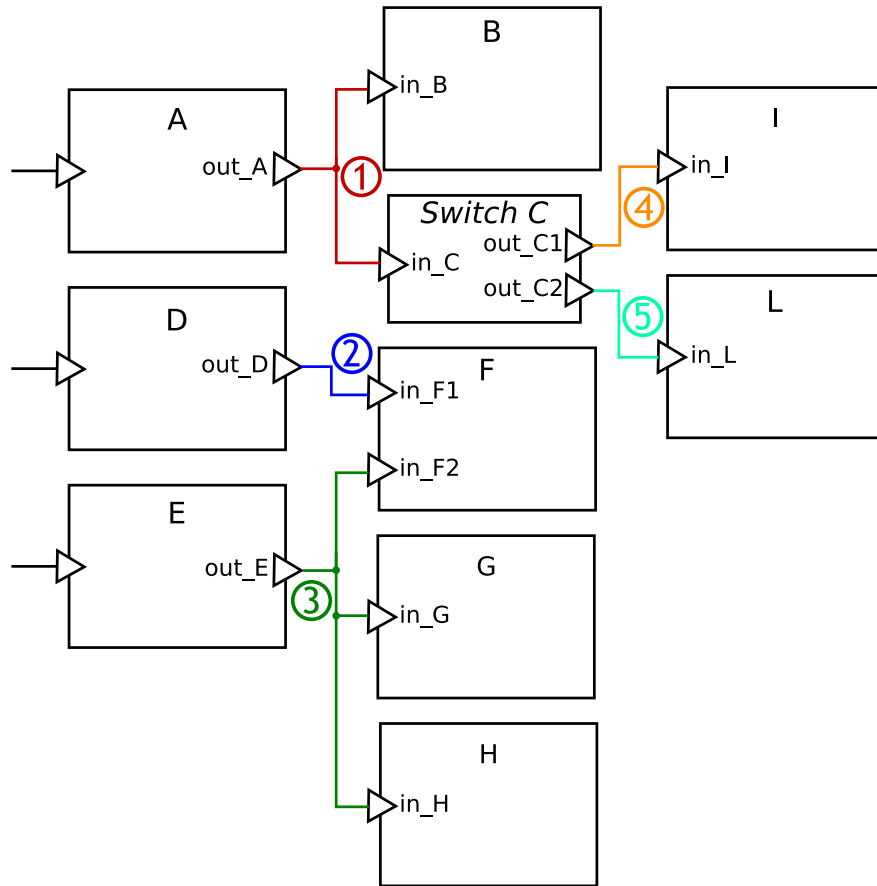 B
in_B
A
out_A
1
I
in_I
4
Switch C
out_C1
in_C
out_C2
5
L
in_L
D
out_D
2
F
in_F1
in_F2
E
out_E
3
G
in_G
H
in_H